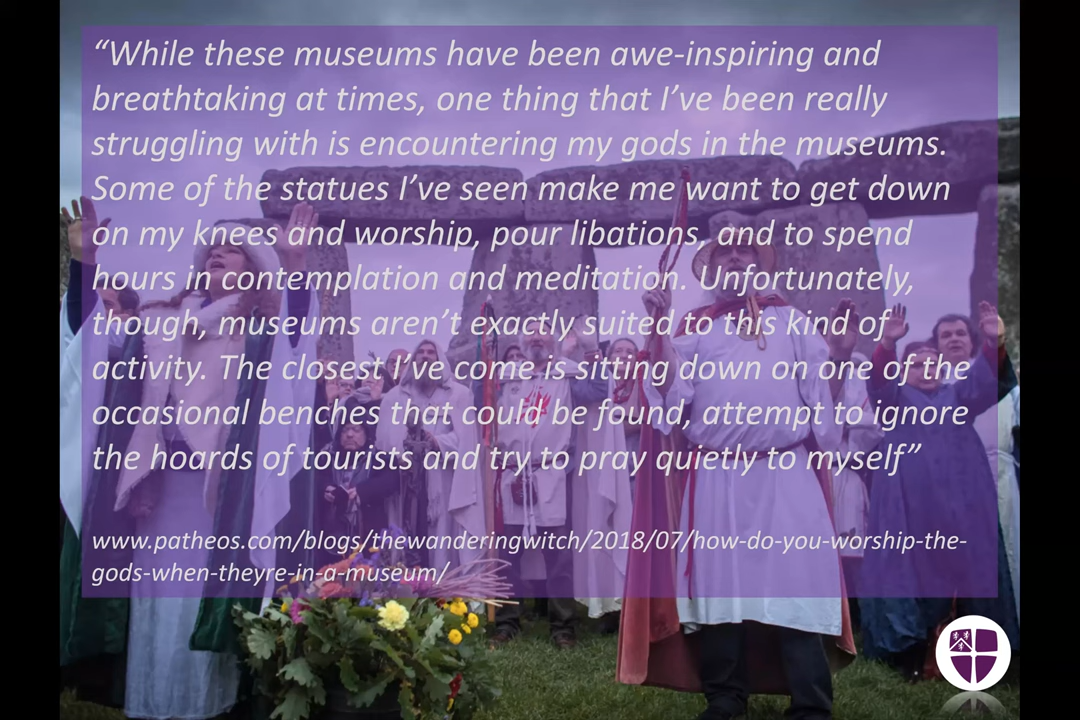 “While these museums have been awe-inspiring and
breathtaking at times, one thing that I’ve been really
struggling with is encountering my gods in the museums.
Some of the statues I’ve seen make me want to get down
on my knees and worship, pour libations, and to spend
hours in contemplation and meditation. Unfortunately,
though, museums aren’t exactly suited to this kind of
activity. The closest I’ve come is sitting down on one of the
occasional benches that could be found, attempt to ignore
the hoards of tourists and try to pray quietly to myself”
www.patheos.com/blogs/thewanderingwitch/2018/07/how-do-you-worship-the-
gods-when-theyre-in-a-museum/